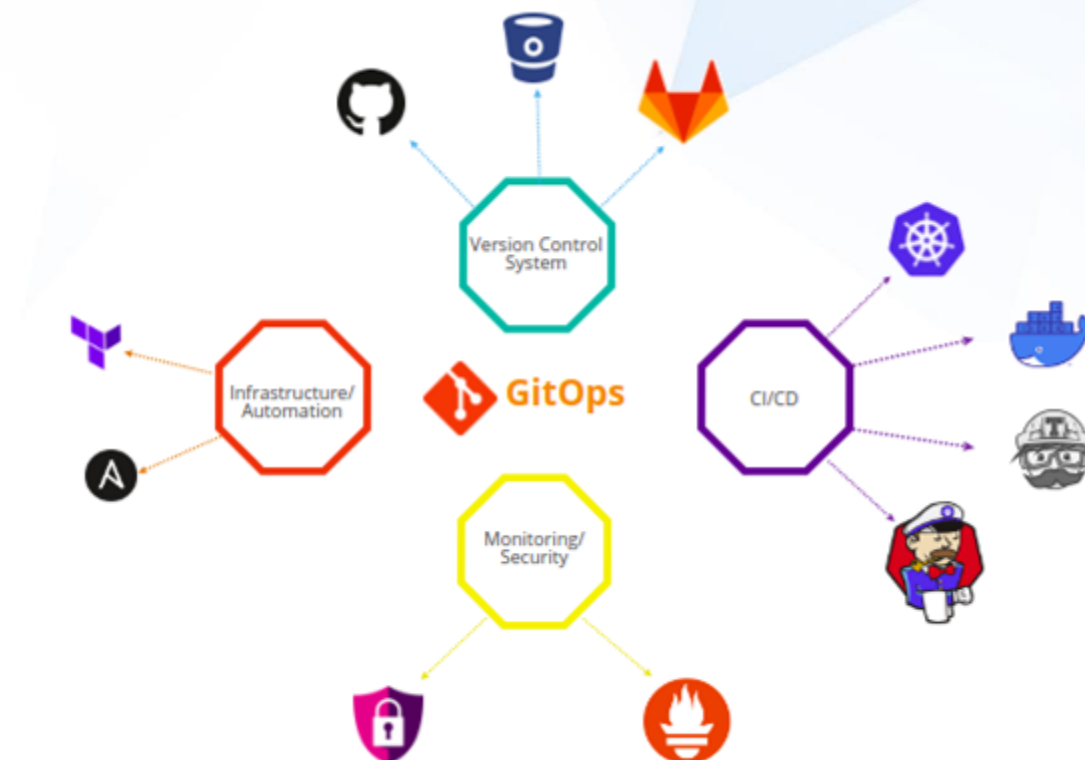 Version Control
System
Infrastructure/
Automation
GitOps
CI/CD
Monitoring/
Security
T